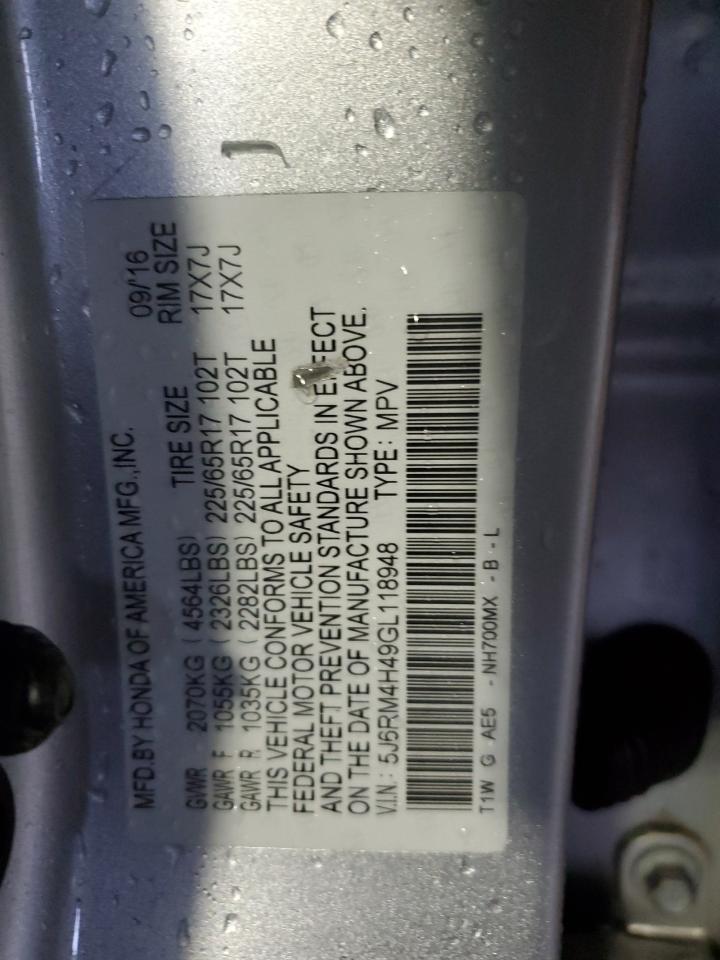 MFD.BY HONDA OF AMERICA MFG.,INC. 09/'16
TIRE SIZE RIM SIZE
GVWR 2070KG ( 4564LBS)
GAWR F 1055KG ( 2326LBS) 225/65R17 102T 17X7J
GAWR R 1035KG ( 2282LBS) 225/65R17 102T 17X7J
THIS VEHICLE CONFORMS TO ALL APPLICABLE
FEDERAL MOTOR VEHICLE SAFETY
AND THEFT PREVENTION STANDARDS IN EFFECT
ON THE DATE OF MANUFACTURE SHOWN ABOVE.
V.I.N: 5J6RM4H49GL118948 TYPE: MPV
T1W G AE5 - NH700MX - B - L